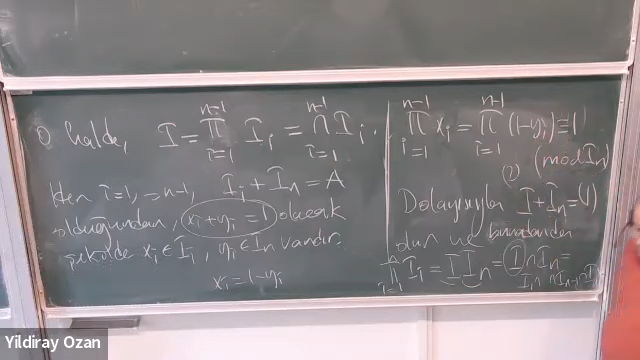 O halde, I = ∏_{i=1}^{n-1} I_i = ∩_{i=1}^{n-1} I_i.
Her i=1,…,n-1, I_i + I_n = A
olduğundan, x_i + y_i = 1 olacak
şekilde x_i ∈ I_i, y_i ∈ I_n vardır.
x_i = 1 - y_i
∏_{i=1}^{n-1} x_i = ∏_{i=1}^{n-1} (1-y_i) ≡ 1
(mod I_n)
Dolayısıyla I + I_n = (1)
olur ve buradan
∏_{i=1}^{n} I_i = I I_n = I ∩ I_n =
Yildiray Ozan